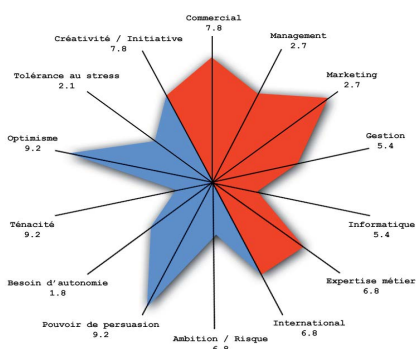 Commercial
7.8
Management
2.7
Marketing
2.7
Gestion
5.4
Informatique
5.4
Expertise métier
6.8
International
6.8
Ambition / Risque
6.8
Pouvoir de persuasion
9.2
Besoin d'autonomie
1.8
Ténacité
9.2
Optimisme
9.2
Tolérance au stress
2.1
Créativité / Initiative
7.8